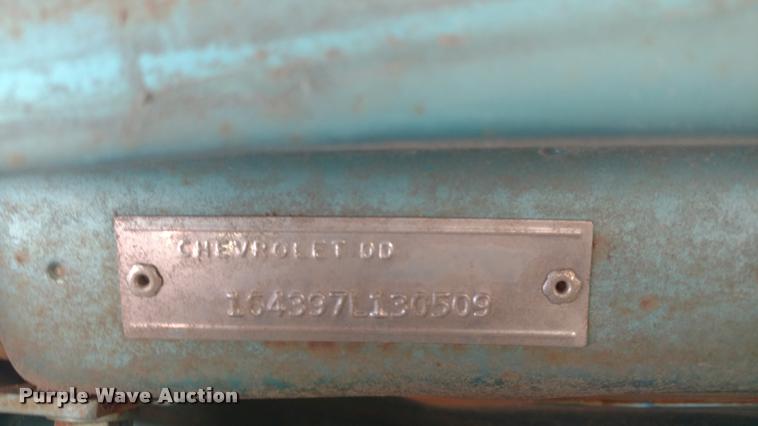 CHEVROLET DD
164397L130509
Purple Wave Auction®